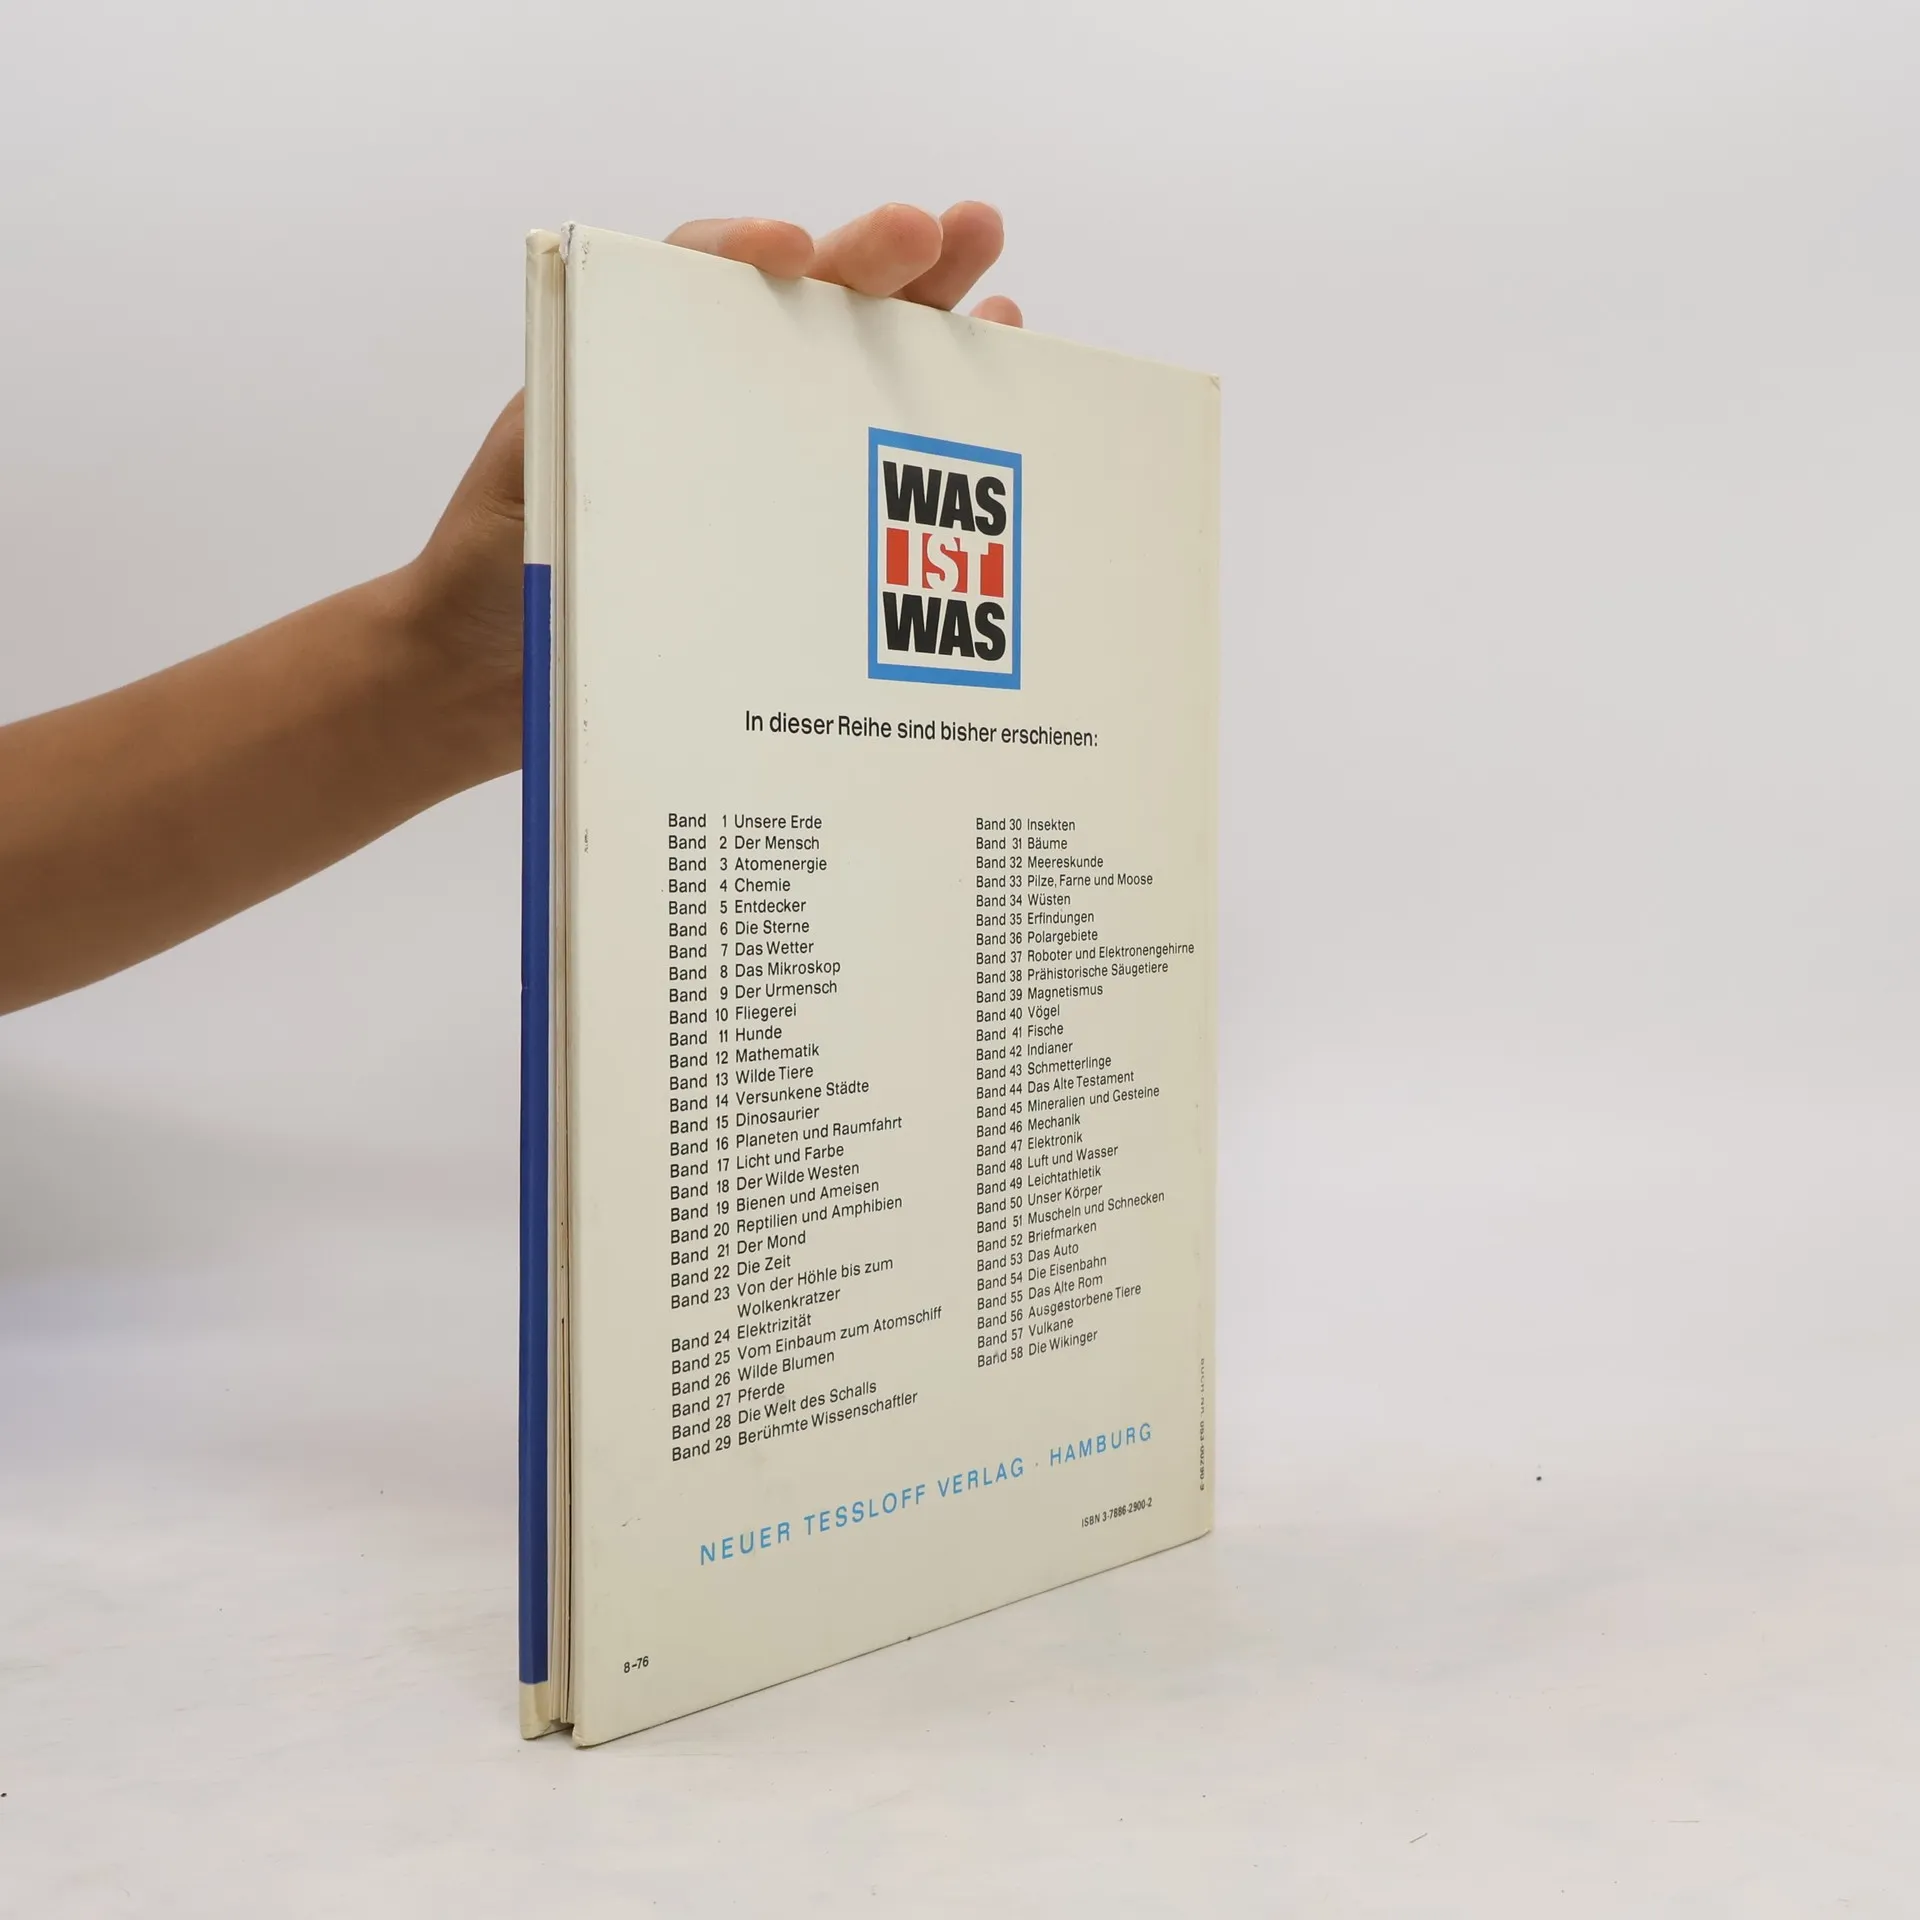 WAS
IST
WAS
In dieser Reihe sind bisher erschienen:
Band 1 Unsere Erde
Band 2 Der Mensch
Band 3 Atomenergie
Band 4 Chemie
Band 5 Entdecker
Band 6 Die Sterne
Band 7 Das Wetter
Band 8 Das Mikroskop
Band 9 Der Urmensch
Band 10 Fliegerei
Band 11 Hunde
Band 12 Mathematik
Band 13 Wilde Tiere
Band 14 Versunkene Städte
Band 15 Dinosaurier
Band 16 Planeten und Raumfahrt
Band 17 Licht und Farbe
Band 18 Der Wilde Westen
Band 19 Bienen und Ameisen
Band 20 Reptilien und Amphibien
Band 21 Der Mond
Band 22 Die Zeit
Band 23 Von der Höhle bis zum
Wolkenkratzer
Band 24 Elektrizität
Band 25 Vom Einbaum zum Atomschiff
Band 26 Wilde Blumen
Band 27 Pferde
Band 28 Die Welt des Schalls
Band 29 Berühmte Wissenschaftler
Band 30 Insekten
Band 31 Bäume
Band 32 Meereskunde
Band 33 Pilze, Farne und Moose
Band 34 Wüsten
Band 35 Erfindungen
Band 36 Polargebiete
Band 37 Roboter und Elektronengehirne
Band 38 Prähistorische Säugetiere
Band 39 Magnetismus
Band 40 Vögel
Band 41 Fische
Band 42 Indianer
Band 43 Schmetterlinge
Band 44 Das Alte Testament
Band 45 Mineralien und Gesteine
Band 46 Mechanik
Band 47 Elektronik
Band 48 Luft und Wasser
Band 49 Leichtathletik
Band 50 Unser Körper
Band 51 Muscheln und Schnecken
Band 52 Briefmarken
Band 53 Das Auto
Band 54 Die Eisenbahn
Band 55 Das Alte Rom
Band 56 Ausgestorbene Tiere
Band 57 Vulkane
Band 58 Die Wikinger
NEUER TESSLOFF VERLAG · HAMBURG
ISBN 3-7886-2900-2
8-76